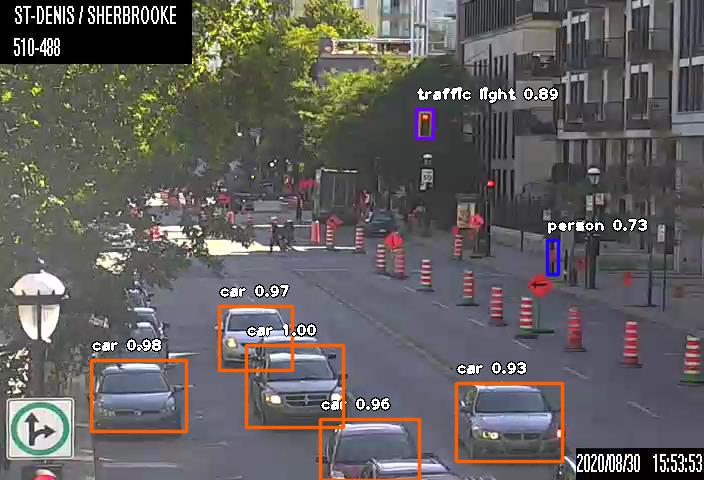 ST-DENIS / SHERBROOKE
510-488
traffic light 0.89
50
person 0.73
car 0.97
car 1.00
car 0.98
car 0.93
car 0.96
2020/08/30 15:53:53